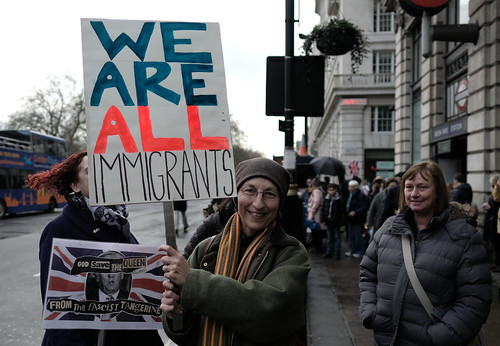 WE
ARE
ALL
IMMIGRANTS
GOD SAVE THE QUEEN
FROM THE FASCIST TANGERINE